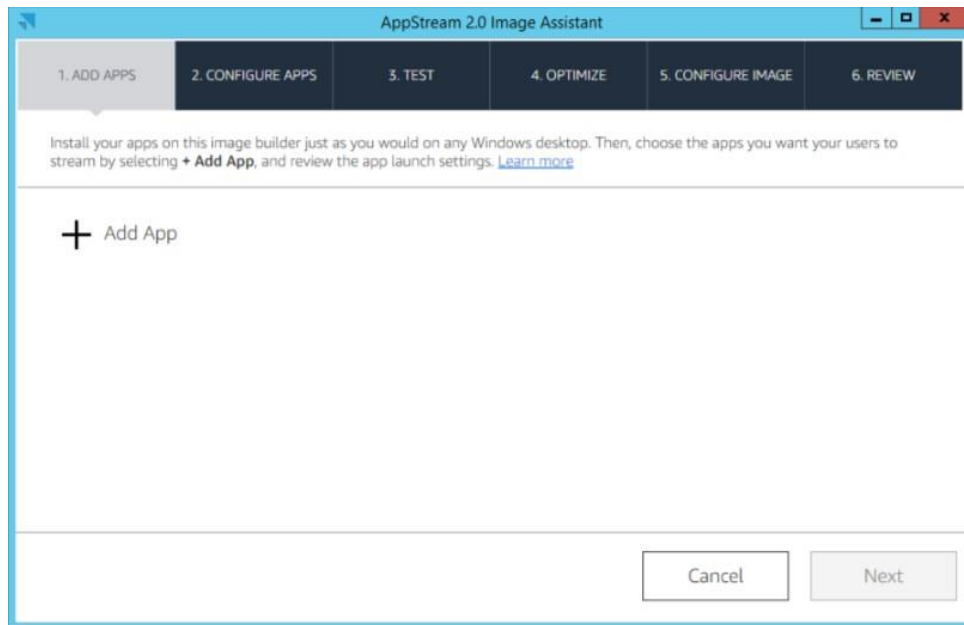 AppStream 2.0 Image Assistant
1. ADD APPS
2. CONFIGURE APPS
3. TEST
4. OPTIMIZE
5. CONFIGURE IMAGE
6. REVIEW
Install your apps on this image builder just as you would on any Windows desktop. Then, choose the apps you want your users to
stream by selecting + Add App, and review the app launch settings. Learn more
Add App
Cancel
Next